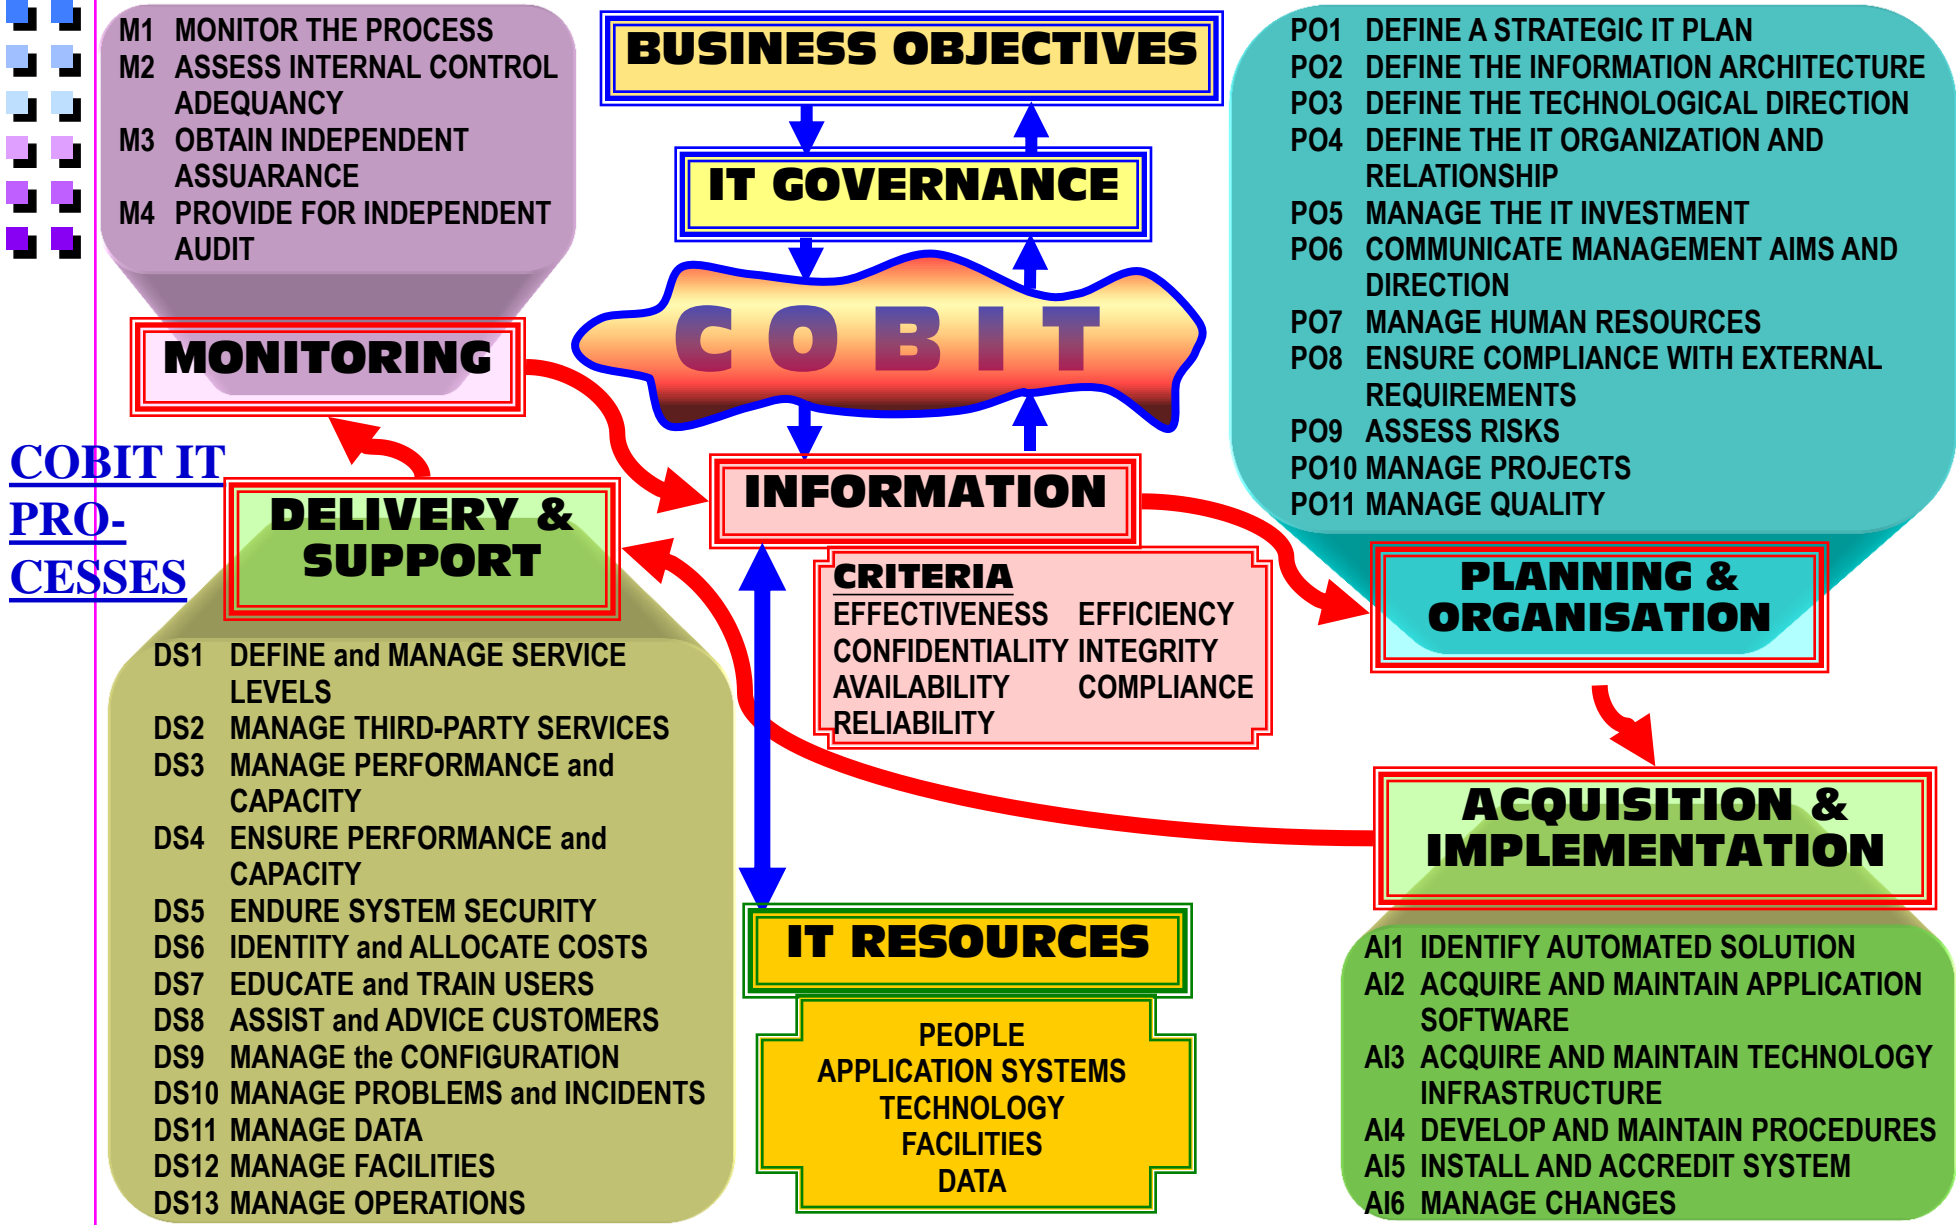 M1 MONITOR THE PROCESS
M2 ASSESS INTERNAL CONTROL
ADEQUANCY
M3 OBTAIN INDEPENDENT
ASSUARANCE
M4 PROVIDE FOR INDEPENDENT
AUDIT
MONITORING
BUSINESS OBJECTIVES
IT GOVERNANCE
COBIT
INFORMATION
CRITERIA
EFFECTIVENESS EFFICIENCY
CONFIDENTIALITY INTEGRITY
AVAILABILITY COMPLIANCE
RELIABILITY
PO1 DEFINE A STRATEGIC IT PLAN
PO2 DEFINE THE INFORMATION ARCHITECTURE
PO3 DEFINE THE TECHNOLOGICAL DIRECTION
PO4 DEFINE THE IT ORGANIZATION AND
RELATIONSHIP
PO5 MANAGE THE IT INVESTMENT
PO6 COMMUNICATE MANAGEMENT AIMS AND
DIRECTION
PO7 MANAGE HUMAN RESOURCES
PO8 ENSURE COMPLIANCE WITH EXTERNAL
REQUIREMENTS
PO9 ASSESS RISKS
PO10 MANAGE PROJECTS
PO11 MANAGE QUALITY
PLANNING &
ORGANISATION
COBIT IT
PRO-
CESSES
DELIVERY &
SUPPORT
DS1 DEFINE and MANAGE SERVICE
LEVELS
DS2 MANAGE THIRD-PARTY SERVICES
DS3 MANAGE PERFORMANCE and
CAPACITY
DS4 ENSURE PERFORMANCE and
CAPACITY
DS5 ENDURE SYSTEM SECURITY
DS6 IDENTITY and ALLOCATE COSTS
DS7 EDUCATE and TRAIN USERS
DS8 ASSIST and ADVICE CUSTOMERS
DS9 MANAGE the CONFIGURATION
DS10 MANAGE PROBLEMS and INCIDENTS
DS11 MANAGE DATA
DS12 MANAGE FACILITIES
DS13 MANAGE OPERATIONS
IT RESOURCES
PEOPLE
APPLICATION SYSTEMS
TECHNOLOGY
FACILITIES
DATA
ACQUISITION &
IMPLEMENTATION
AI1 IDENTIFY AUTOMATED SOLUTION
AI2 ACQUIRE AND MAINTAIN APPLICATION
SOFTWARE
AI3 ACQUIRE AND MAINTAIN TECHNOLOGY
INFRASTRUCTURE
AI4 DEVELOP AND MAINTAIN PROCEDURES
AI5 INSTALL AND ACCREDIT SYSTEM
AI6 MANAGE CHANGES